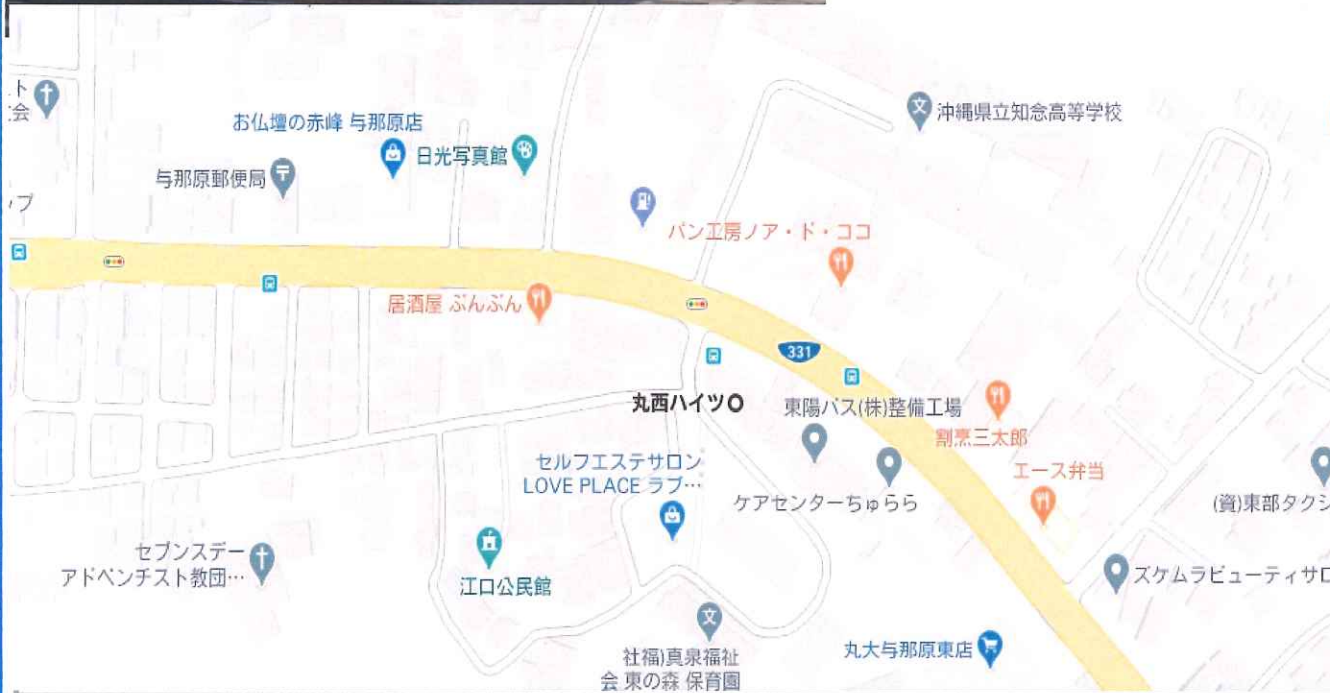 ト
会
お仏壇の赤峰 与那原店
日光写真館
与那原郵便局
ップ
沖縄県立知念高等学校
パン工房ノア・ド・ココ
居酒屋 ぶんぶん
331
丸西ハイツ
東陽バス(株)整備工場
割烹三太郎
セルフエステサロン
LOVE PLACE ラブ…
ケアセンターちゅらら
エース弁当
(資)東部タクシ
セブンスデー
アドベンチスト教団…
江口公民館
ズケムラビューティサロ
社福)真泉福祉
会 東の森 保育園
丸大与那原東店
文
文